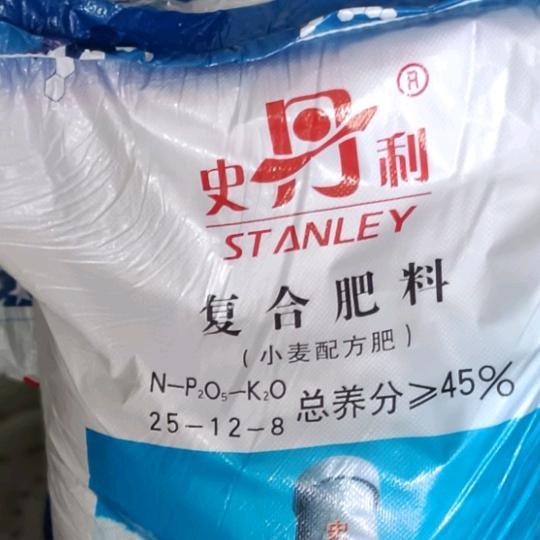 史丹利
STANLEY
复合肥料
(小麦配方肥)
N—P₂O₅—K₂O 总养分≥45%
25-12-8
史